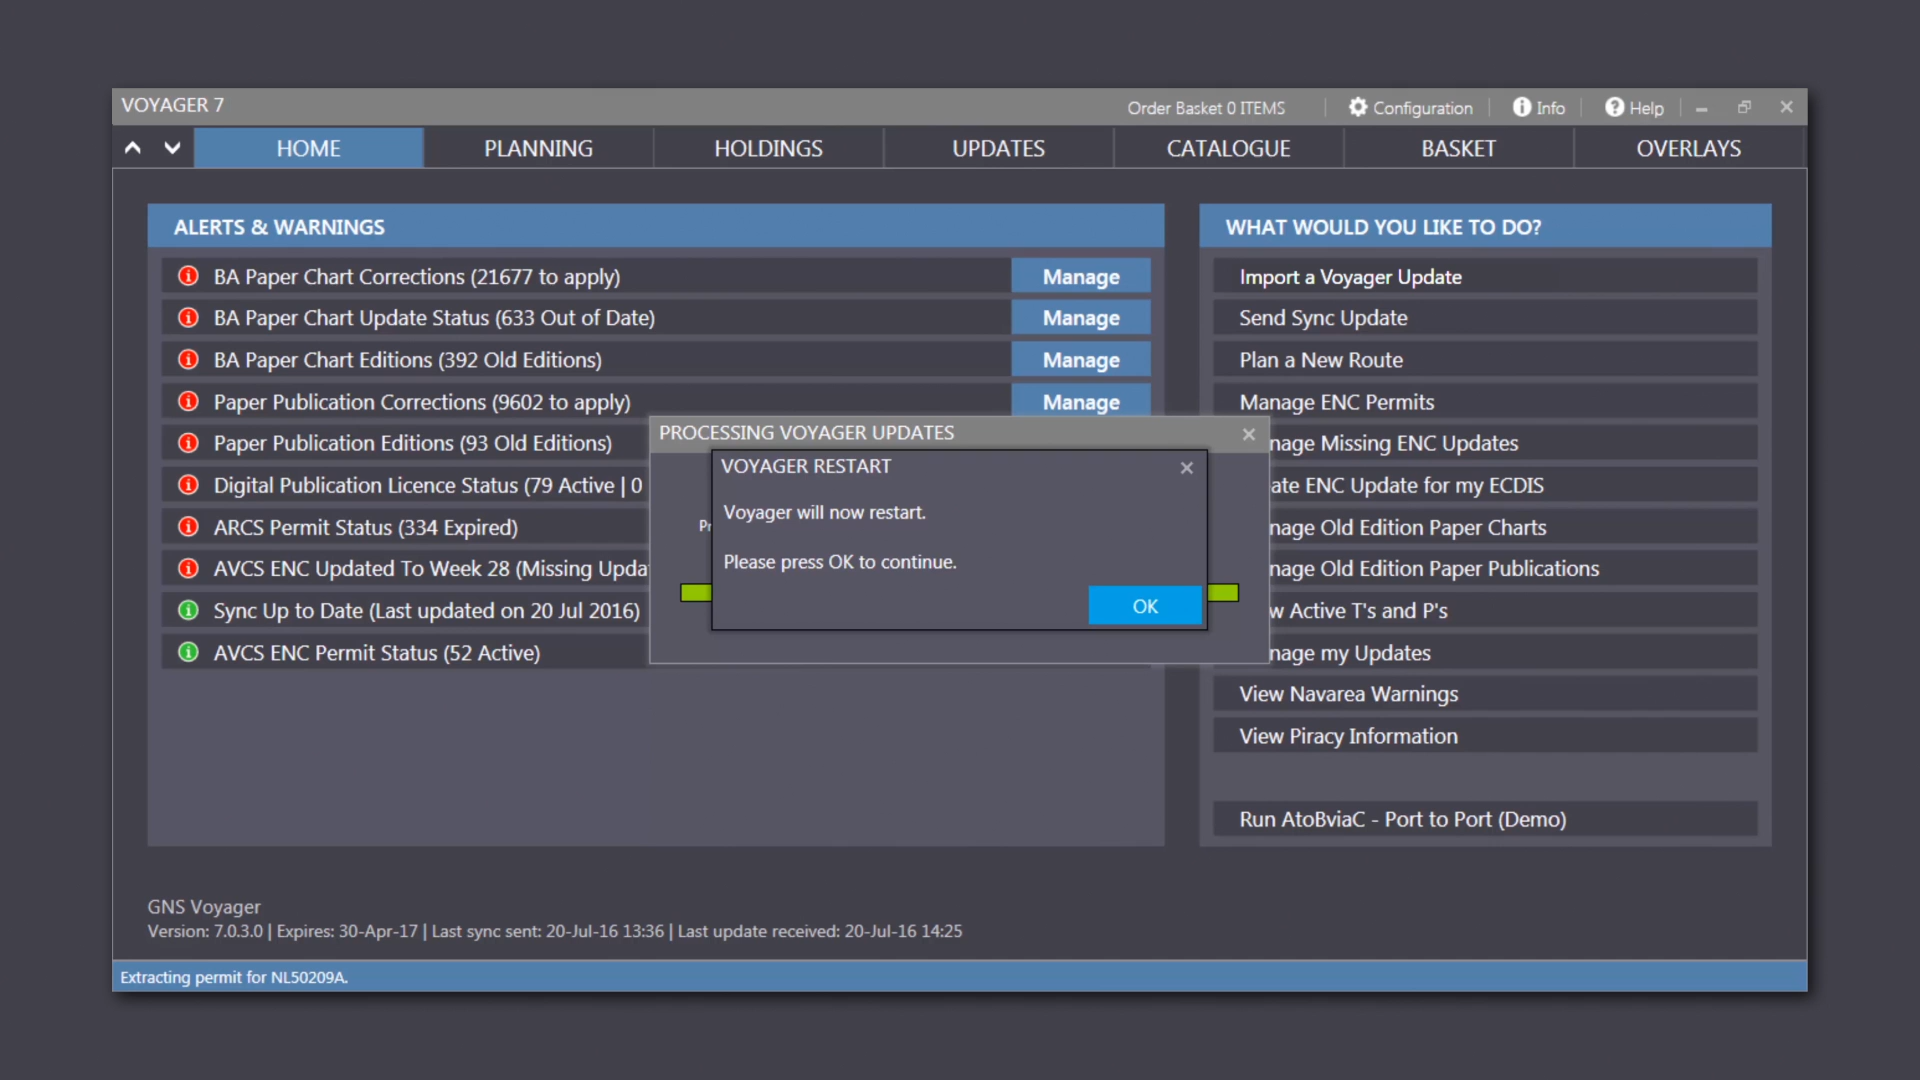 VOYAGER 7
Order Basket 0 ITEMS
Configuration
Info
Help
HOME
PLANNING
HOLDINGS
UPDATES
CATALOGUE
BASKET
OVERLAYS
ALERTS & WARNINGS
BA Paper Chart Corrections (21677 to apply)
Manage
BA Paper Chart Update Status (633 Out of Date)
Manage
BA Paper Chart Editions (392 Old Editions)
Manage
Paper Publication Corrections (9602 to apply)
Manage
Paper Publication Editions (93 Old Editions)
Digital Publication Licence Status (79 Active | 0
ARCS Permit Status (334 Expired)
AVCS ENC Updated To Week 28 (Missing Upda
Sync Up to Date (Last updated on 20 Jul 2016)
AVCS ENC Permit Status (52 Active)
PROCESSING VOYAGER UPDATES
VOYAGER RESTART
Voyager will now restart.
Please press OK to continue.
OK
WHAT WOULD YOU LIKE TO DO?
Import a Voyager Update
Send Sync Update
Plan a New Route
Manage ENC Permits
nage Missing ENC Updates
ate ENC Update for my ECDIS
nage Old Edition Paper Charts
nage Old Edition Paper Publications
w Active T's and P's
nage my Updates
View Navarea Warnings
View Piracy Information
Run AtoBviaC - Port to Port (Demo)
GNS Voyager
Version: 7.0.3.0 | Expires: 30-Apr-17 | Last sync sent: 20-Jul-16 13:36 | Last update received: 20-Jul-16 14:25
Extracting permit for NL50209A.